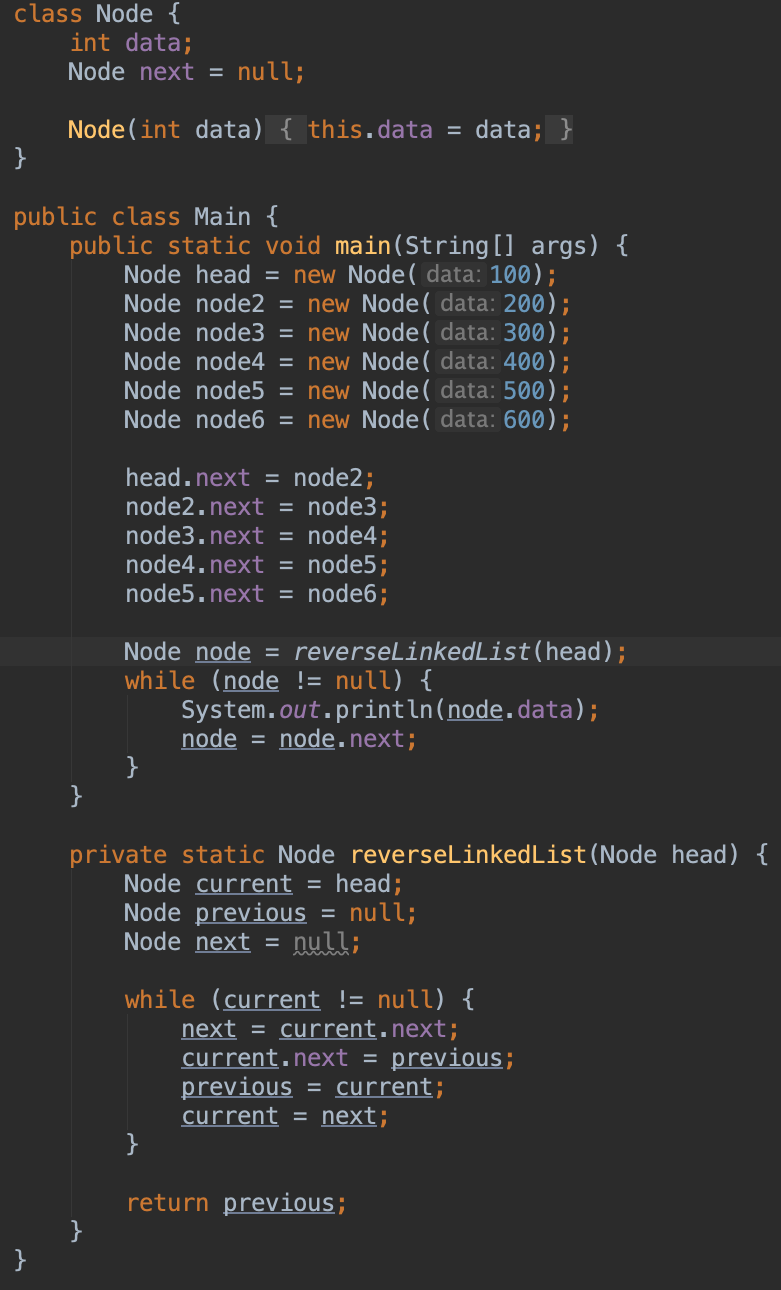 class Node {
    int data;
    Node next = null;

    Node(int data) { this.data = data; }
}

public class Main {
    public static void main(String[] args) {
        Node head = new Node( data: 100);
        Node node2 = new Node( data: 200);
        Node node3 = new Node( data: 300);
        Node node4 = new Node( data: 400);
        Node node5 = new Node( data: 500);
        Node node6 = new Node( data: 600);

        head.next = node2;
        node2.next = node3;
        node3.next = node4;
        node4.next = node5;
        node5.next = node6;

        Node node = reverseLinkedList(head);
        while (node != null) {
            System.out.println(node.data);
            node = node.next;
        }
    }

    private static Node reverseLinkedList(Node head) {
        Node current = head;
        Node previous = null;
        Node next = null;

        while (current != null) {
            next = current.next;
            current.next = previous;
            previous = current;
            current = next;
        }

        return previous;
    }
}